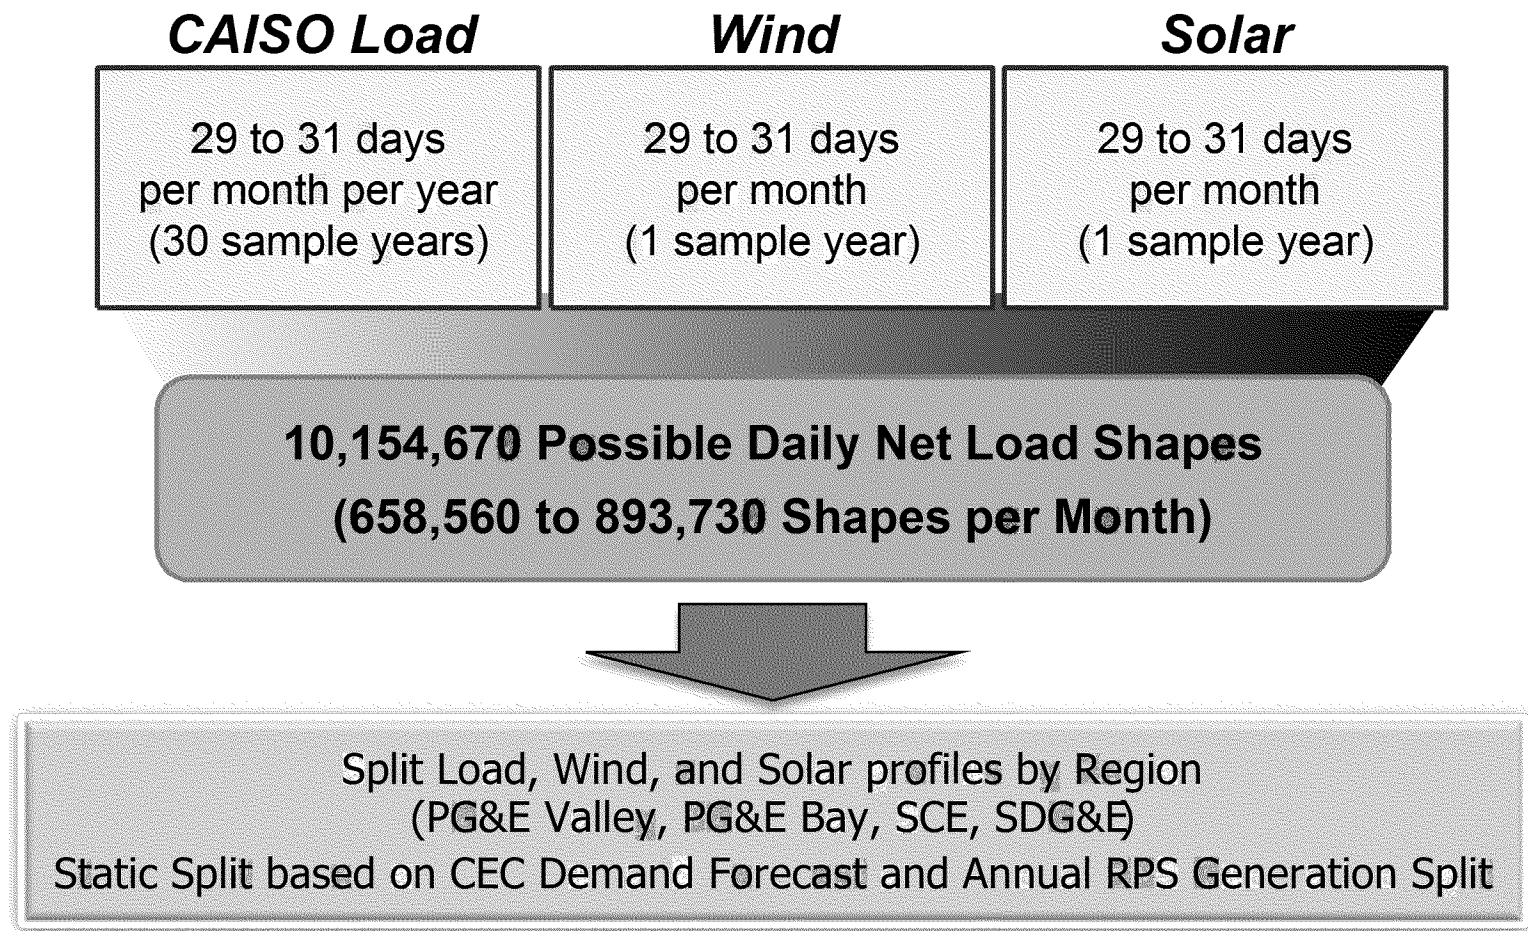 CAISO Load
Wind
Solar
29 to 31 days
per month per year
(30 sample years)
29 to 31 days
per month
(1 sample year)
29 to 31 days
per month
(1 sample year)
10,154,670 Possible Daily Net Load Shapes
(658,560 to 893,730 Shapes per Month)
Split Load, Wind, and Solar profiles by Region
(PG&E Valley, PG&E Bay, SCE, SDG&E)
Static Split based on CEC Demand Forecast and Annual RPS Generation Split